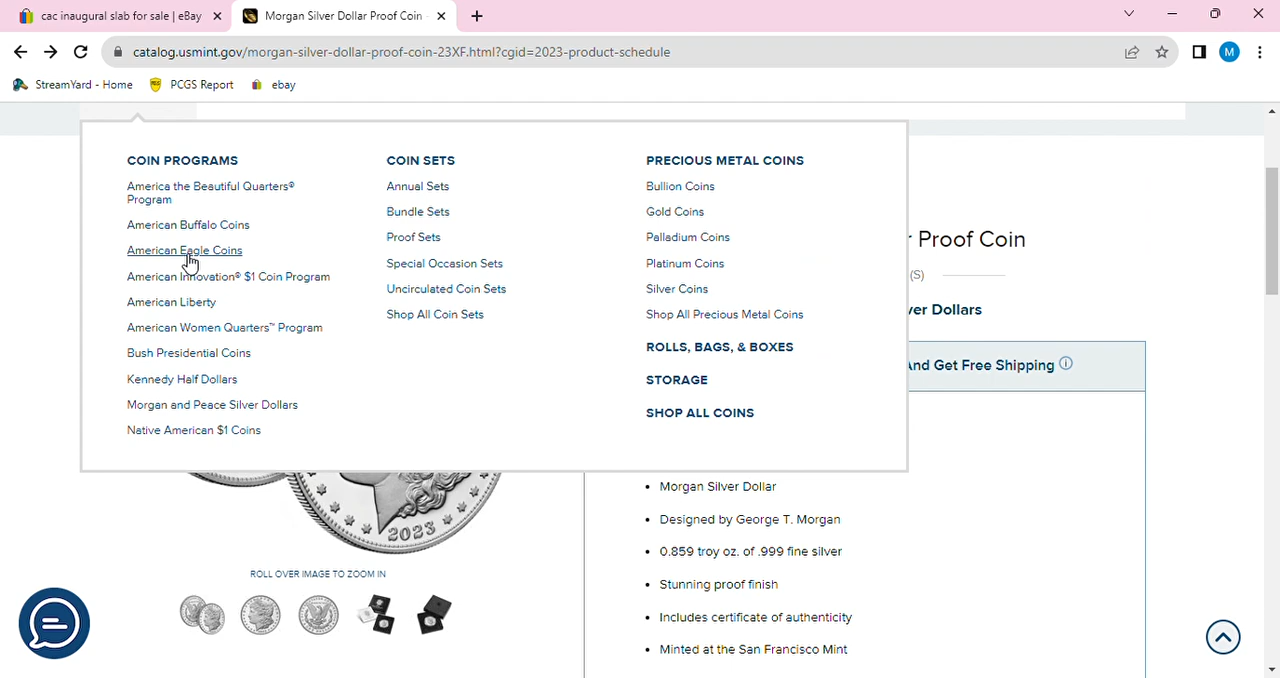 cac inaugural slab for sale | eBay
Morgan Silver Dollar Proof Coin
catalog.usmint.gov/morgan-silver-dollar-proof-coin-23XF.html?cgid=2023-product-schedule
M
StreamYard - Home
PCGS Report
ebay
COIN PROGRAMS
America the Beautiful Quarters®
Program
American Buffalo Coins
American Eagle Coins
American Innovation® $1 Coin Program
American Liberty
American Women Quarters™ Program
Bush Presidential Coins
Kennedy Half Dollars
Morgan and Peace Silver Dollars
Native American $1 Coins
COIN SETS
Annual Sets
Bundle Sets
Proof Sets
Special Occasion Sets
Uncirculated Coin Sets
Shop All Coin Sets
PRECIOUS METAL COINS
Bullion Coins
Gold Coins
Palladium Coins
Platinum Coins
Silver Coins
Shop All Precious Metal Coins
ROLLS, BAGS, & BOXES
STORAGE
SHOP ALL COINS
r Proof Coin
(S)
ver Dollars
And Get Free Shipping
2023
ROLL OVER IMAGE TO ZOOM IN
• Morgan Silver Dollar
• Designed by George T. Morgan
• 0.859 troy oz. of .999 fine silver
• Stunning proof finish
• Includes certificate of authenticity
• Minted at the San Francisco Mint